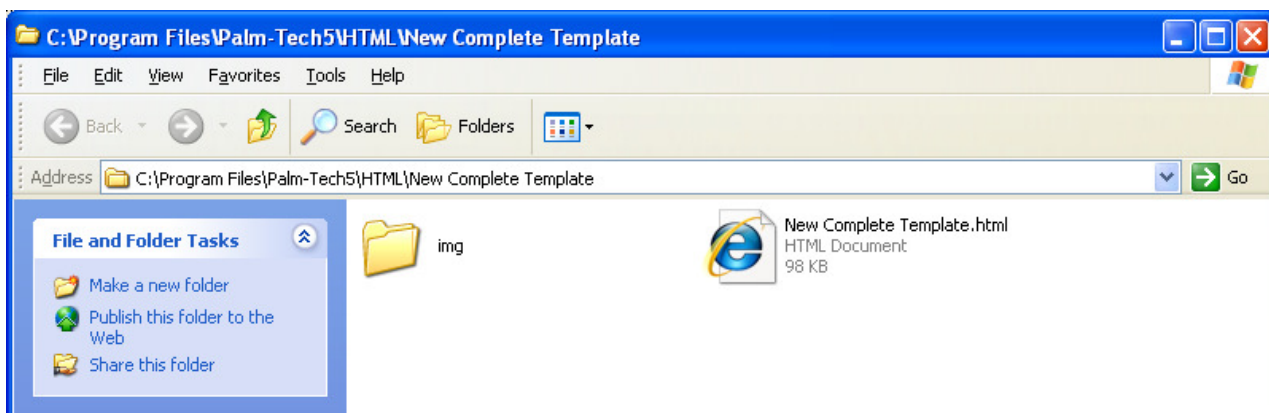 C:\Program Files\Palm-Tech5\HTML\New Complete Template
File Edit View Favorites Tools Help
Back Search Folders
Address C:\Program Files\Palm-Tech5\HTML\New Complete Template Go
File and Folder Tasks
Make a new folder
Publish this folder to the
Web
Share this folder
img
New Complete Template.html
HTML Document
98 KB